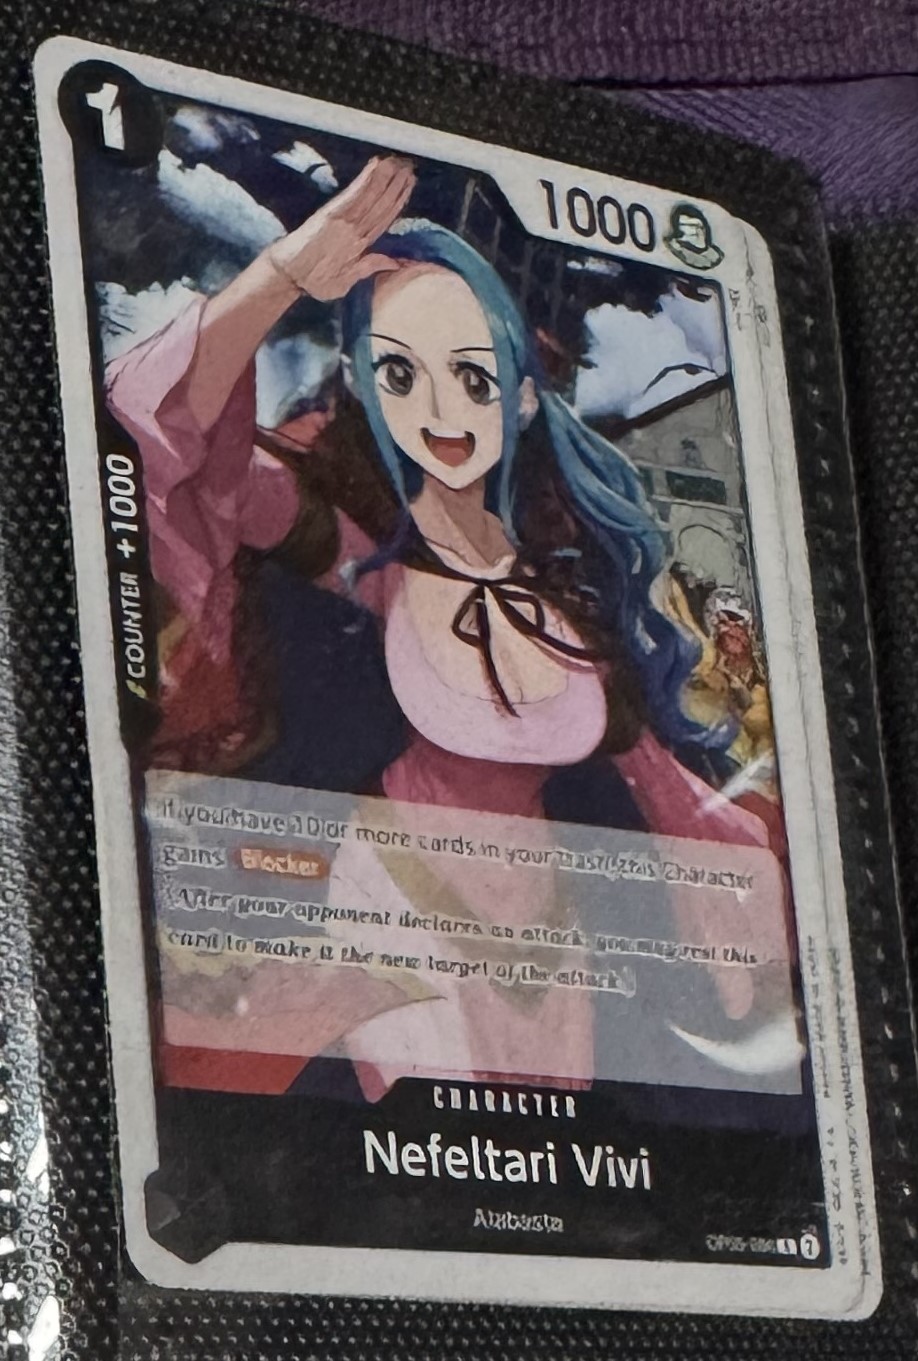 1
1000
COUNTER +1000
If you have 10 or more cards in your trash, this Character
gains Blocker
(After your opponent declares an attack, you may rest this
card to make it the new target of the attack.)
CHARACTER
Nefeltari Vivi
Alabasta